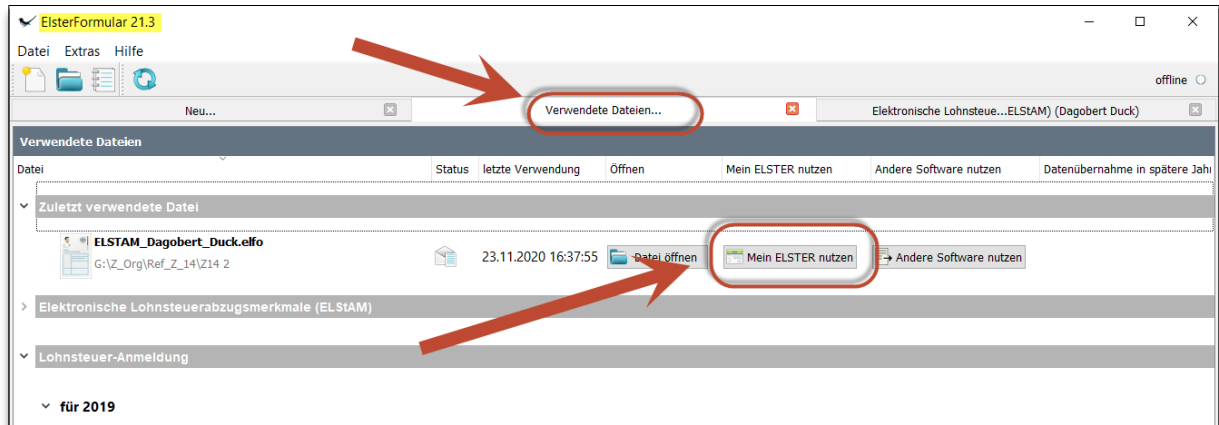 ElsterFormular 21.3
Datei Extras Hilfe
offline
Neu... Verwendete Dateien... Elektronische Lohnsteue...ELStAM) (Dagobert Duck)
Verwendete Dateien
Datei Status letzte Verwendung Öffnen Mein ELSTER nutzen Andere Software nutzen Datenübernahme in spätere Jahr
Zuletzt verwendete Datei
ELSTAM_Dagobert_Duck.elfo
G:\Z_Org\Ref_Z_14\Z14 2
23.11.2020 16:37:55 Datei öffnen Mein ELSTER nutzen Andere Software nutzen
Elektronische Lohnsteuerabzugsmerkmale (ELStAM)
Lohnsteuer-Anmeldung
für 2019